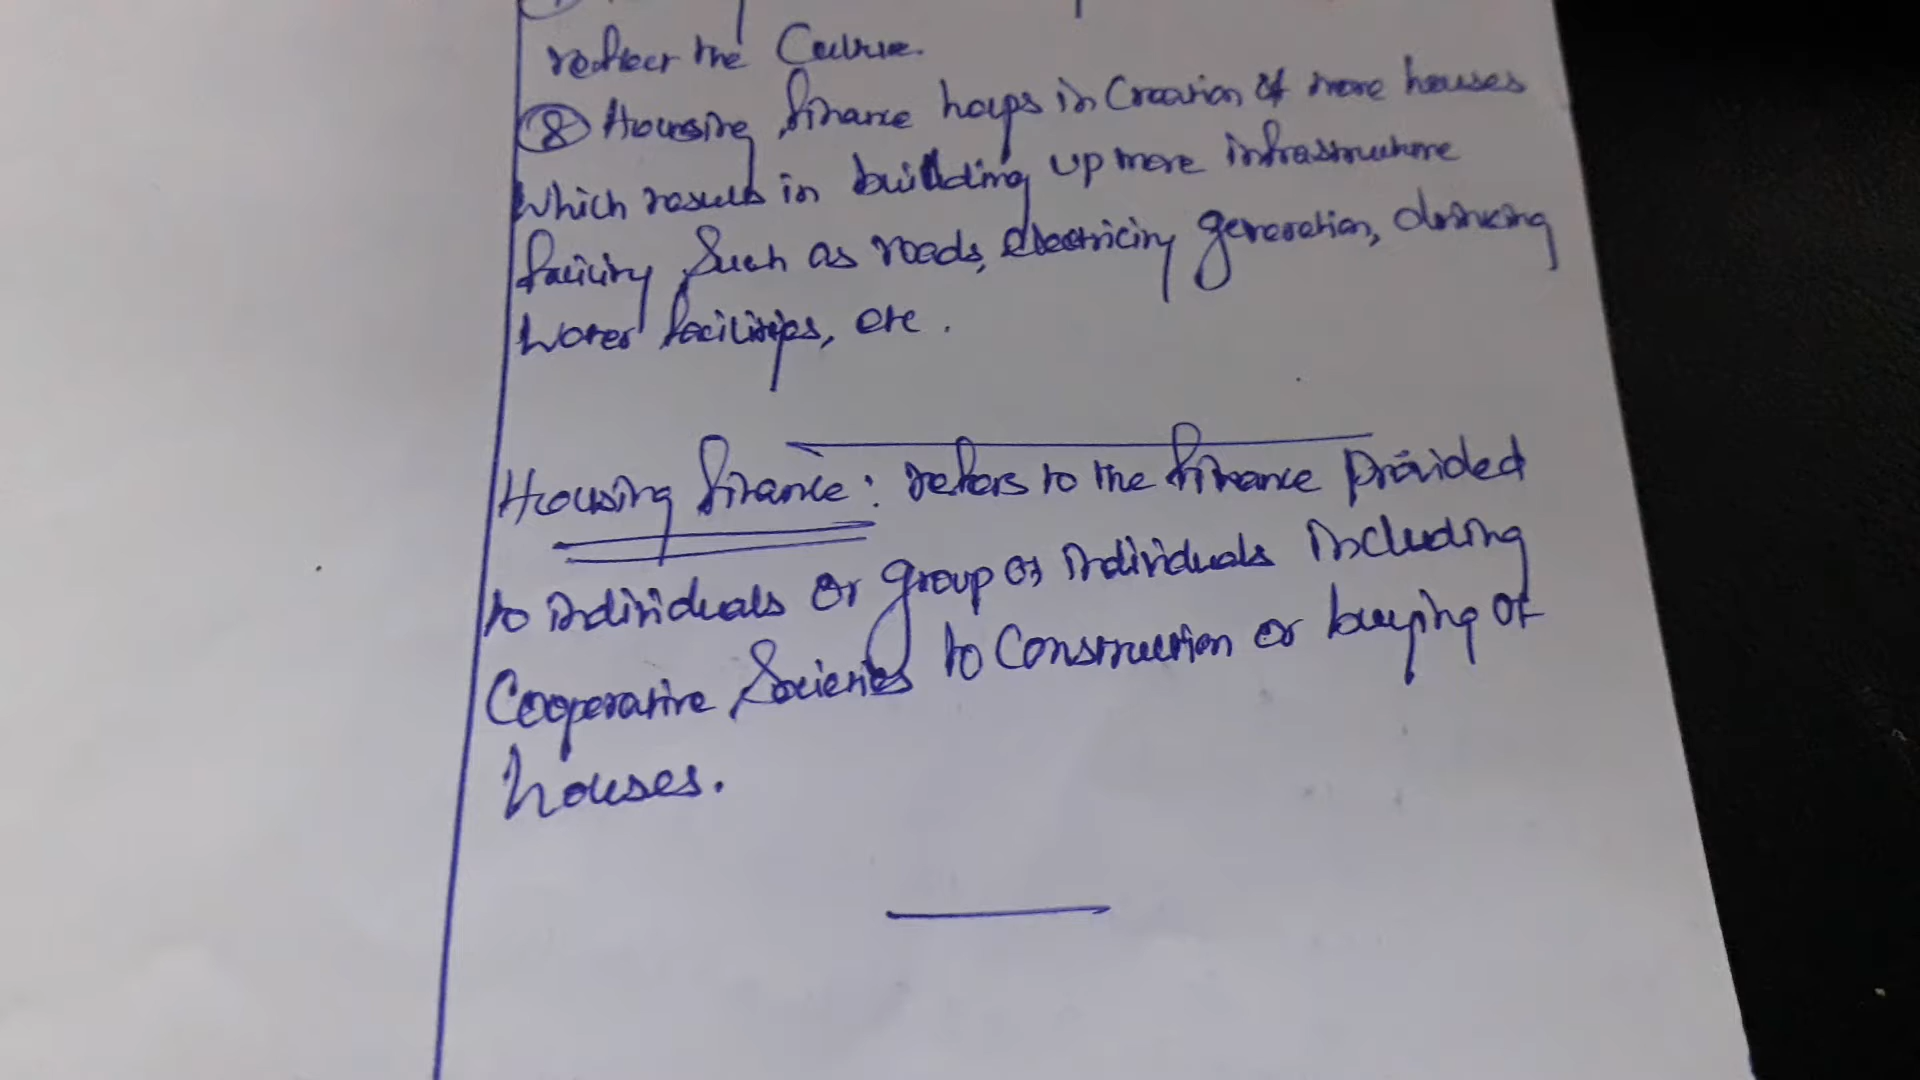 reflect the Culture.
⑧ Housing finance helps in Creation of more houses
which results in building up more infrastructure
facility such as roads, electricity generation, drinking
water facilities, etc.
Housing finance: refers to the finance provided
to individuals or group of individuals including
Cooperative Societies to Construction or buying of
houses.